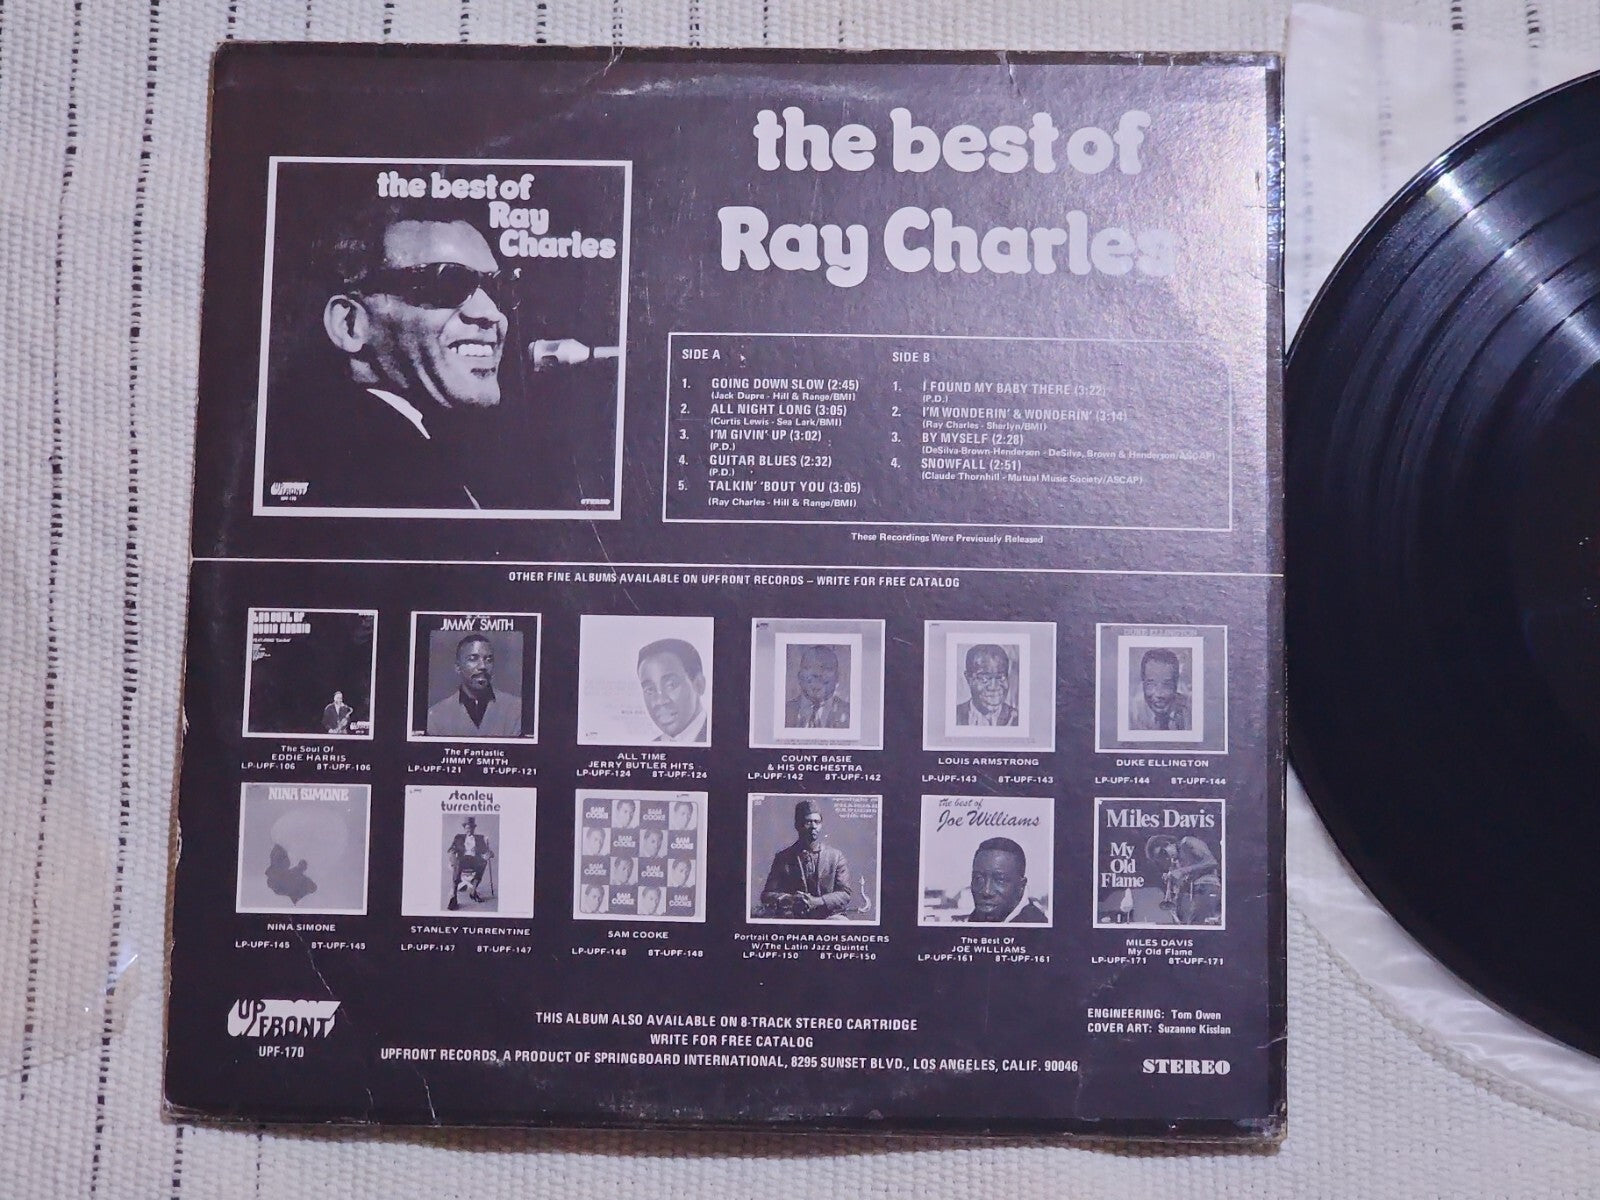 the best of
Ray Charles
the best of
Ray
Charles
UPFRONT
STEREO
SIDE A
1. GOING DOWN SLOW (2:45)
(Jack Dupre - Hill & Range/BMI)
2. ALL NIGHT LONG (3:05)
(Curtis Lewis - Sea Lark/BMI)
3. I'M GIVIN' UP (3:02)
(P.D.)
4. GUITAR BLUES (2:32)
(P.D.)
5. TALKIN' 'BOUT YOU (3:05)
(Ray Charles - Hill & Range/BMI)
SIDE B
1. I FOUND MY BABY THERE (3:22)
(P.D.)
2. I'M WONDERIN' & WONDERIN' (3:14)
(Ray Charles - Sherlyn/BMI)
3. BY MYSELF (2:28)
(DeSilva-Brown-Henderson - DeSilva, Brown & Henderson/ASCAP)
4. SNOWFALL (2:51)
(Claude Thornhill - Mutual Music Society/ASCAP)
These Recordings Were Previously Released
OTHER FINE ALBUMS AVAILABLE ON UPFRONT RECORDS – WRITE FOR FREE CATALOG
JIMMY SMITH
DUKE ELLINGTON
The Soul Of
EDDIE HARRIS
LP-UPF-106 8T-UPF-106
The Fantastic
JIMMY SMITH
LP-UPF-121 8T-UPF-121
ALL TIME
JERRY BUTLER HITS
LP-UPF-124 8T-UPF-124
COUNT BASIE
& HIS ORCHESTRA
LP-UPF-142 8T-UPF-142
LOUIS ARMSTRONG
LP-UPF-143 8T-UPF-143
DUKE ELLINGTON
LP-UPF-144 8T-UPF-144
NINA SIMONE
stanley
turrentine
SAM
COOKE
the best of
Joe Williams
Miles Davis
My
Old
Flame
NINA SIMONE
LP-UPF-145 8T-UPF-145
STANLEY TURRENTINE
LP-UPF-147 8T-UPF-147
SAM COOKE
LP-UPF-148 8T-UPF-148
Portrait On PHARAOH SANDERS
W/The Latin Jazz Quintet
LP-UPF-150 8T-UPF-150
The Best Of
JOE WILLIAMS
LP-UPF-161 8T-UPF-161
MILES DAVIS
My Old Flame
LP-UPF-171 8T-UPF-171
UPFRONT
UPF-170
THIS ALBUM ALSO AVAILABLE ON 8-TRACK STEREO CARTRIDGE
WRITE FOR FREE CATALOG
UPFRONT RECORDS, A PRODUCT OF SPRINGBOARD INTERNATIONAL, 8295 SUNSET BLVD., LOS ANGELES, CALIF. 90046
ENGINEERING: Tom Owen
COVER ART: Suzanne Kisslan
STEREO